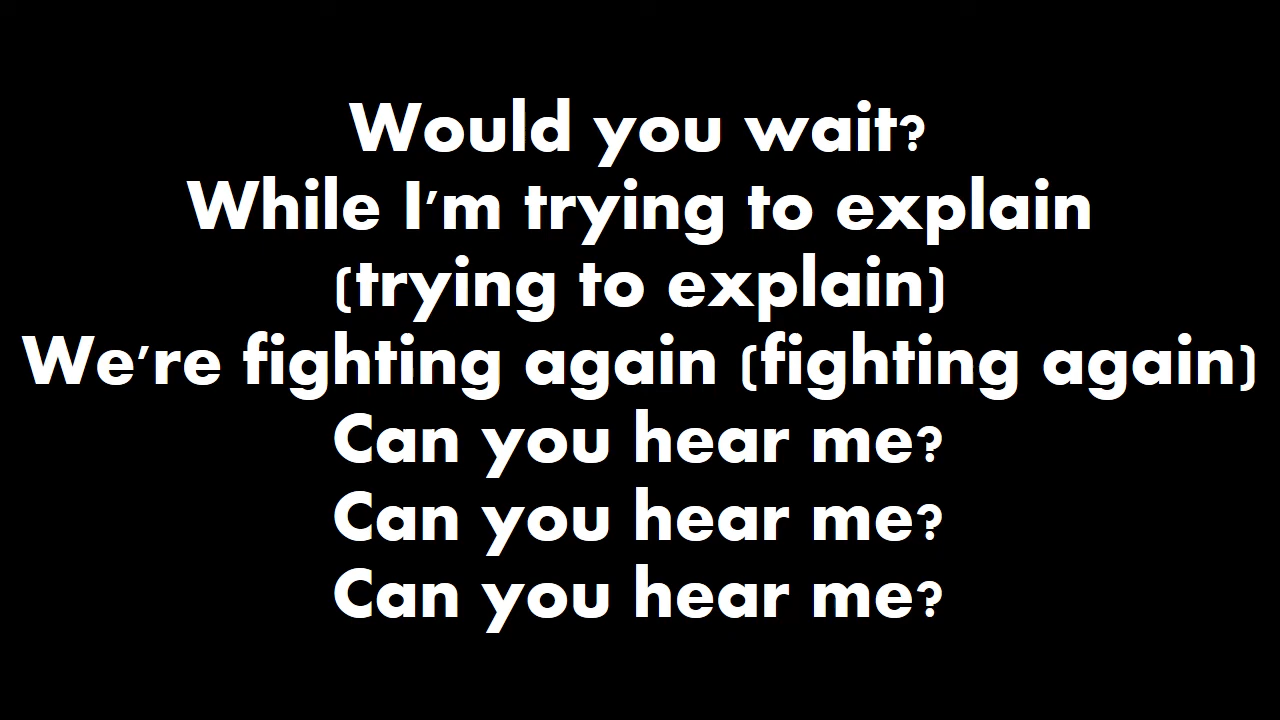 Would you wait?
While I'm trying to explain
(trying to explain)
We're fighting again (fighting again)
Can you hear me?
Can you hear me?
Can you hear me?